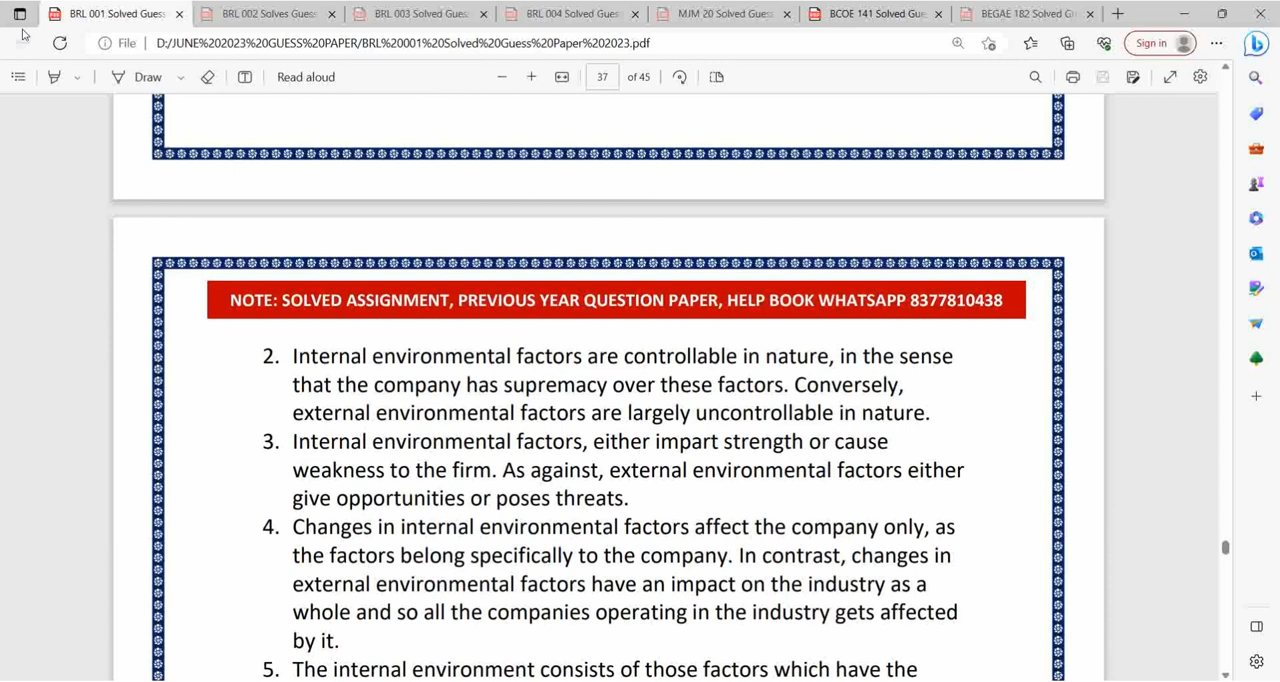 BRL 001 Solved Gues
BRL 002 Solves Guess
BRL 003 Solved Gues
BRL 004 Solved Gues
MJM 20 Solved Guess
BCOE 141 Solved Gu
BEGAE 182 Solved G
File D:/JUNE%202023%20GUESS%20PAPER/BRL%20001%20Solved%20Guess%20Paper%202023.pdf Sign in
Draw Read aloud 37 of 45
NOTE: SOLVED ASSIGNMENT, PREVIOUS YEAR QUESTION PAPER, HELP BOOK WHATSAPP 8377810438
2. Internal environmental factors are controllable in nature, in the sense
that the company has supremacy over these factors. Conversely,
external environmental factors are largely uncontrollable in nature.
3. Internal environmental factors, either impart strength or cause
weakness to the firm. As against, external environmental factors either
give opportunities or poses threats.
4. Changes in internal environmental factors affect the company only, as
the factors belong specifically to the company. In contrast, changes in
external environmental factors have an impact on the industry as a
whole and so all the companies operating in the industry gets affected
by it.
5. The internal environment consists of those factors which have the